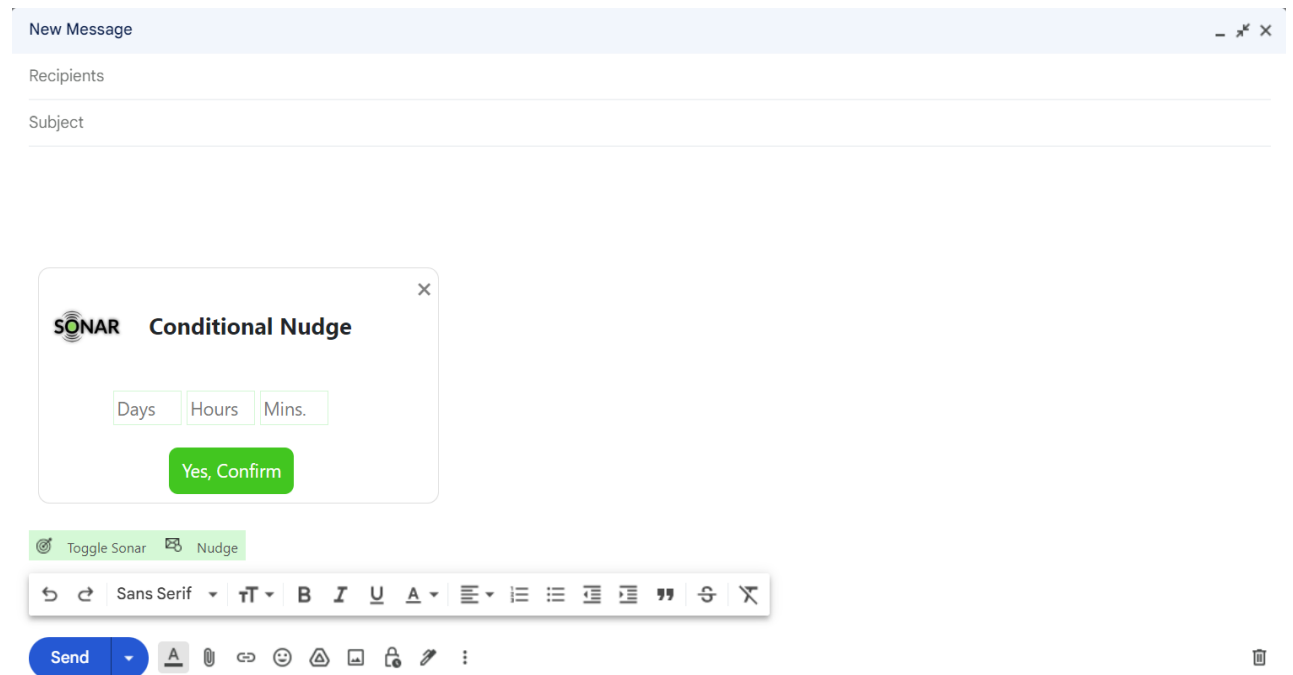 New Message
Recipients
Subject
SONAR Conditional Nudge
Days Hours Mins.
Yes, Confirm
Toggle Sonar Nudge
Sans Serif
Send